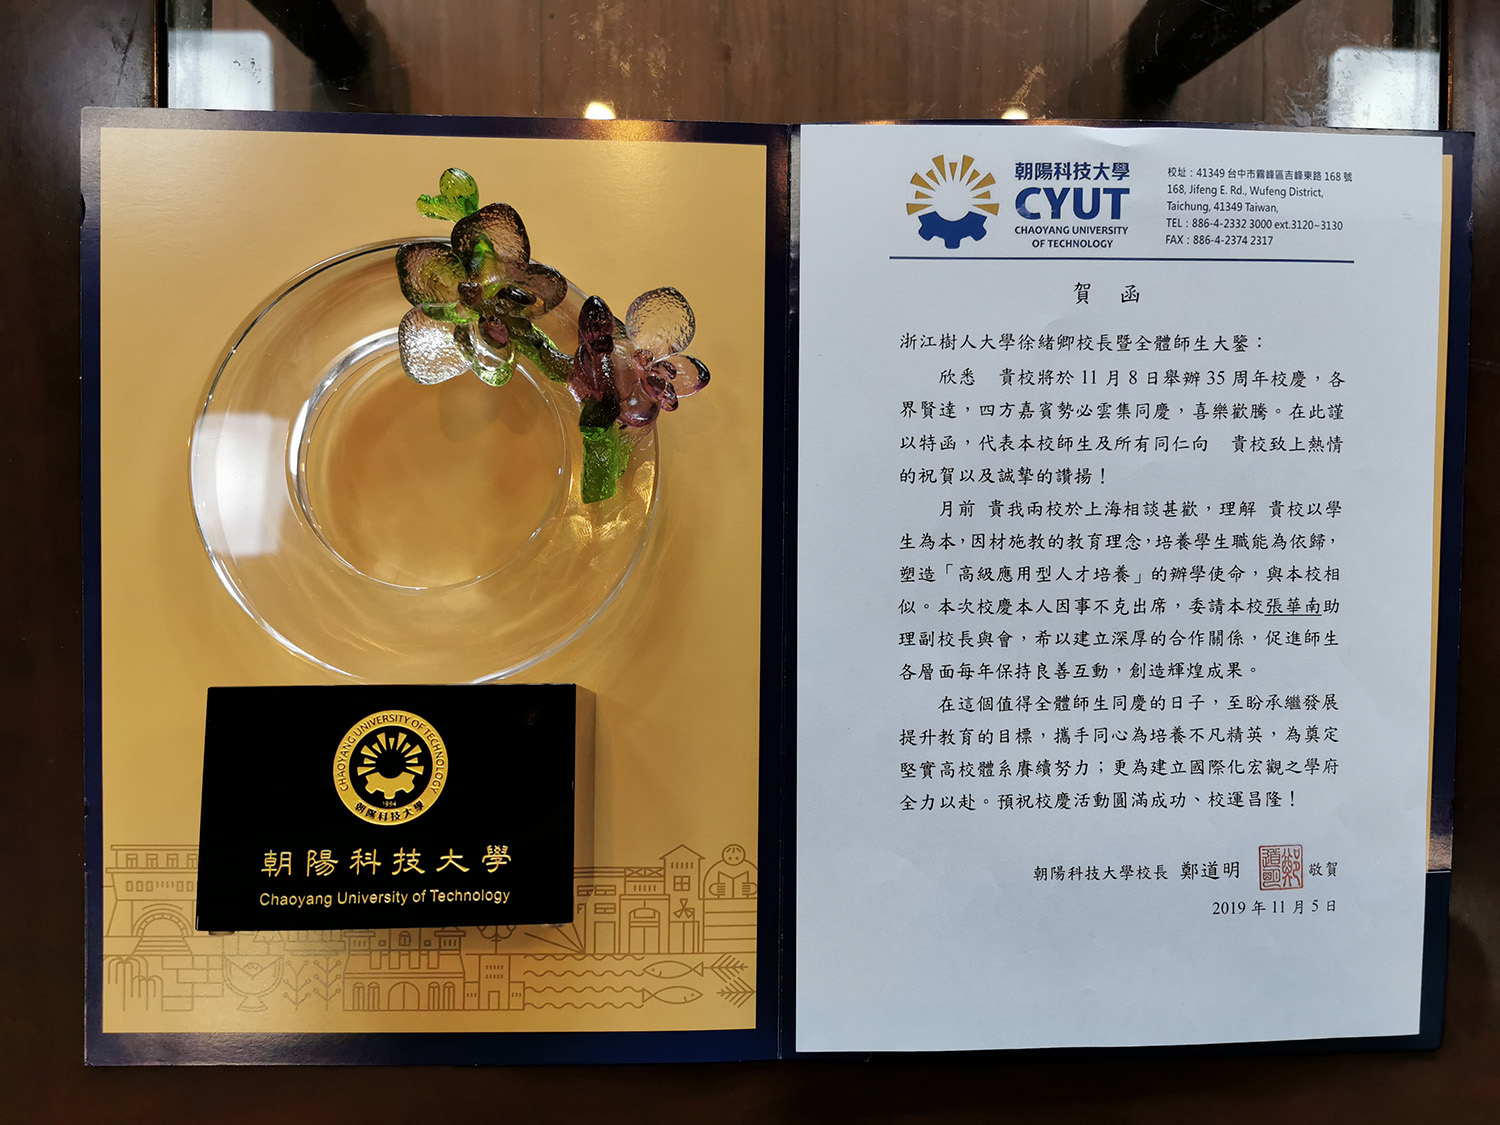 CHAOYANG UNIVERSITY OF TECHNOLOGY
1994
朝陽科技大學
朝陽科技大學
Chaoyang University of Technology
朝陽科技大學
CYUT
CHAOYANG UNIVERSITY
OF TECHNOLOGY
校址：41349 台中市霧峰區吉峰東路 168 號
168, Jifeng E. Rd., Wufeng District,
Taichung, 41349 Taiwan,
TEL：886-4-2332 3000 ext.3120~3130
FAX：886-4-2374 2317
賀 函
浙江樹人大學徐緒卿校長暨全體師生大鑒：
欣悉 貴校將於 11 月 8 日舉辦 35 周年校慶，各
界賢達，四方嘉賓勢必雲集同慶，喜樂歡騰。在此謹
以特函，代表本校師生及所有同仁向 貴校致上熱情
的祝賀以及誠摯的讚揚！
月前 貴我兩校於上海相談甚歡，理解 貴校以學
生為本，因材施教的教育理念，培養學生職能為依歸，
塑造「高級應用型人才培養」的辦學使命，與本校相
似。本次校慶本人因事不克出席，委請本校張華南助
理副校長與會，希以建立深厚的合作關係，促進師生
各層面每年保持良善互動，創造輝煌成果。
在這個值得全體師生同慶的日子，至盼承繼發展
提升教育的目標，攜手同心為培養不凡精英，為奠定
堅實高校體系賡續努力；更為建立國際化宏觀之學府
全力以赴。預祝校慶活動圓滿成功、校運昌隆！
朝陽科技大學校長 鄭道明 鄭道明 敬賀
2019 年 11 月 5 日